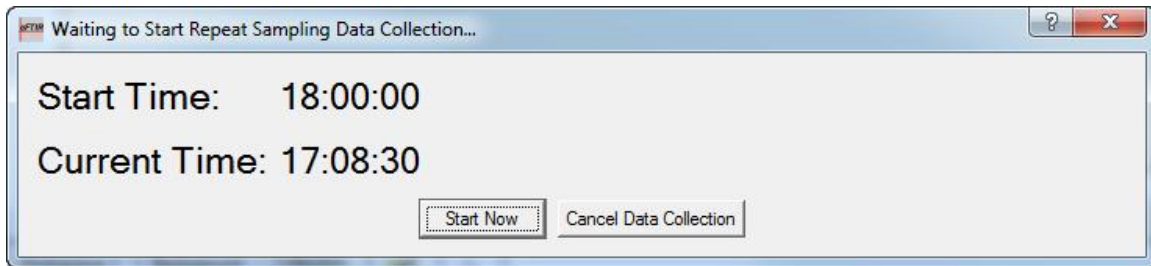 Waiting to Start Repeat Sampling Data Collection...
Start Time: 18:00:00
Current Time: 17:08:30
Start Now Cancel Data Collection